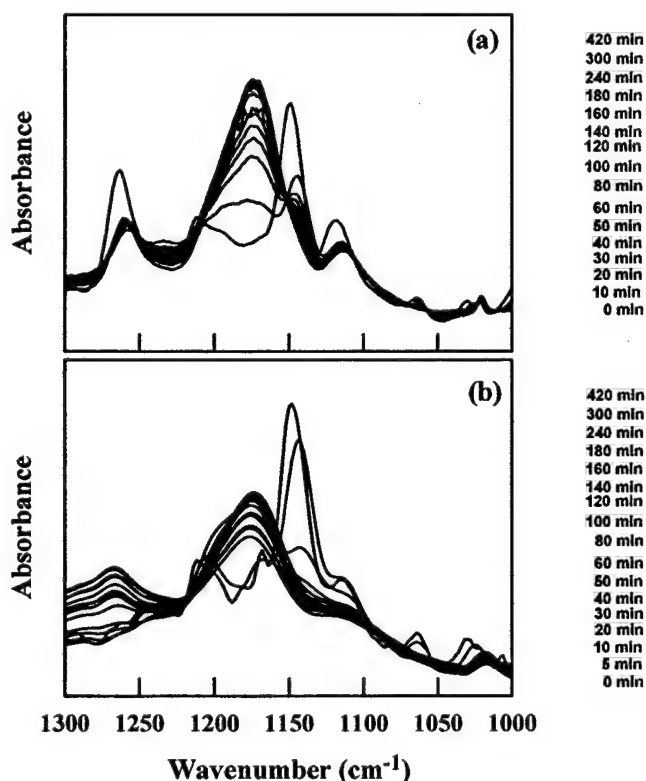 (a)
Absorbance
420 min
300 min
240 min
180 min
160 min
140 min
120 min
100 min
80 min
60 min
50 min
40 min
30 min
20 min
10 min
0 min
(b)
Absorbance
420 min
300 min
240 min
180 min
160 min
140 min
120 min
100 min
80 min
60 min
50 min
40 min
30 min
20 min
10 min
5 min
0 min
1300 1250 1200 1150 1100 1050 1000
Wavenumber (cm-1)